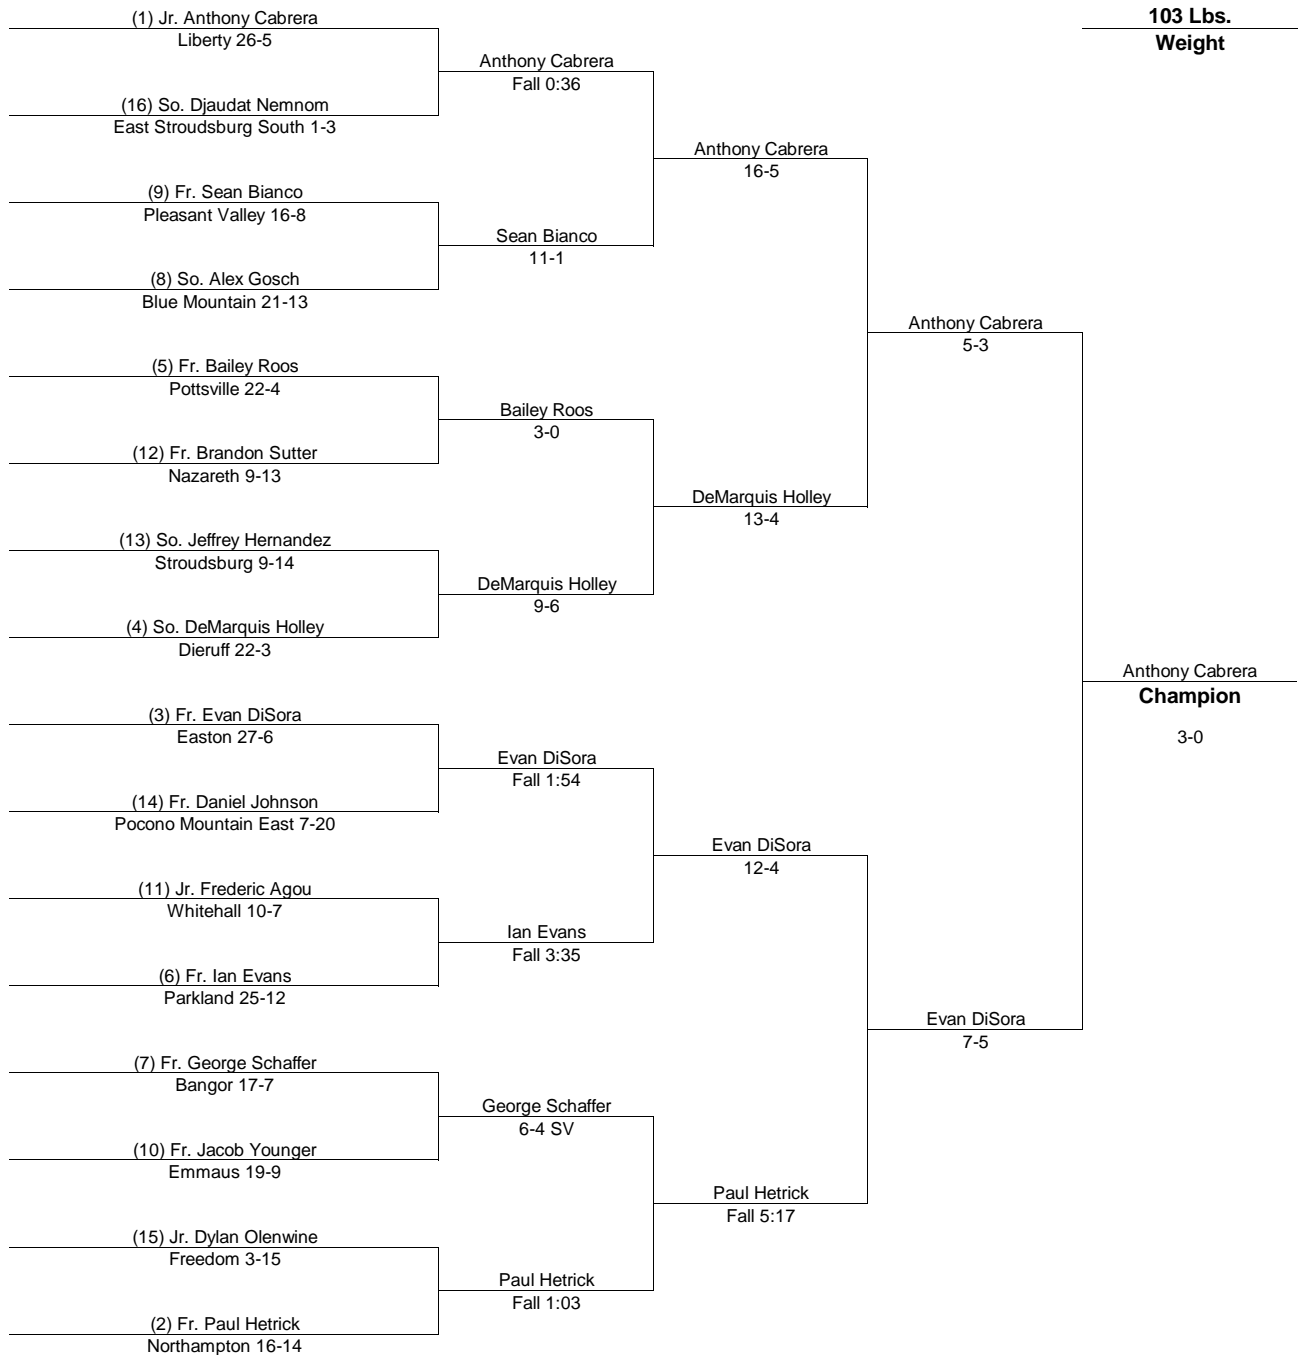 103 Lbs.
Weight
(1) Jr. Anthony Cabrera
Liberty 26-5
(16) So. Djaudat Nemnom
East Stroudsburg South 1-3
(9) Fr. Sean Bianco
Pleasant Valley 16-8
(8) So. Alex Gosch
Blue Mountain 21-13
(5) Fr. Bailey Roos
Pottsville 22-4
(12) Fr. Brandon Sutter
Nazareth 9-13
(13) So. Jeffrey Hernandez
Stroudsburg 9-14
(4) So. DeMarquis Holley
Dieruff 22-3
(3) Fr. Evan DiSora
Easton 27-6
(14) Fr. Daniel Johnson
Pocono Mountain East 7-20
(11) Jr. Frederic Agou
Whitehall 10-7
(6) Fr. Ian Evans
Parkland 25-12
(7) Fr. George Schaffer
Bangor 17-7
(10) Fr. Jacob Younger
Emmaus 19-9
(15) Jr. Dylan Olenwine
Freedom 3-15
(2) Fr. Paul Hetrick
Northampton 16-14
Anthony Cabrera
Fall 0:36
Sean Bianco
11-1
Bailey Roos
3-0
DeMarquis Holley
9-6
Evan DiSora
Fall 1:54
Ian Evans
Fall 3:35
George Schaffer
6-4 SV
Paul Hetrick
Fall 1:03
Anthony Cabrera
16-5
DeMarquis Holley
13-4
Evan DiSora
12-4
Paul Hetrick
Fall 5:17
Anthony Cabrera
5-3
Evan DiSora
7-5
Anthony Cabrera
Champion
3-0